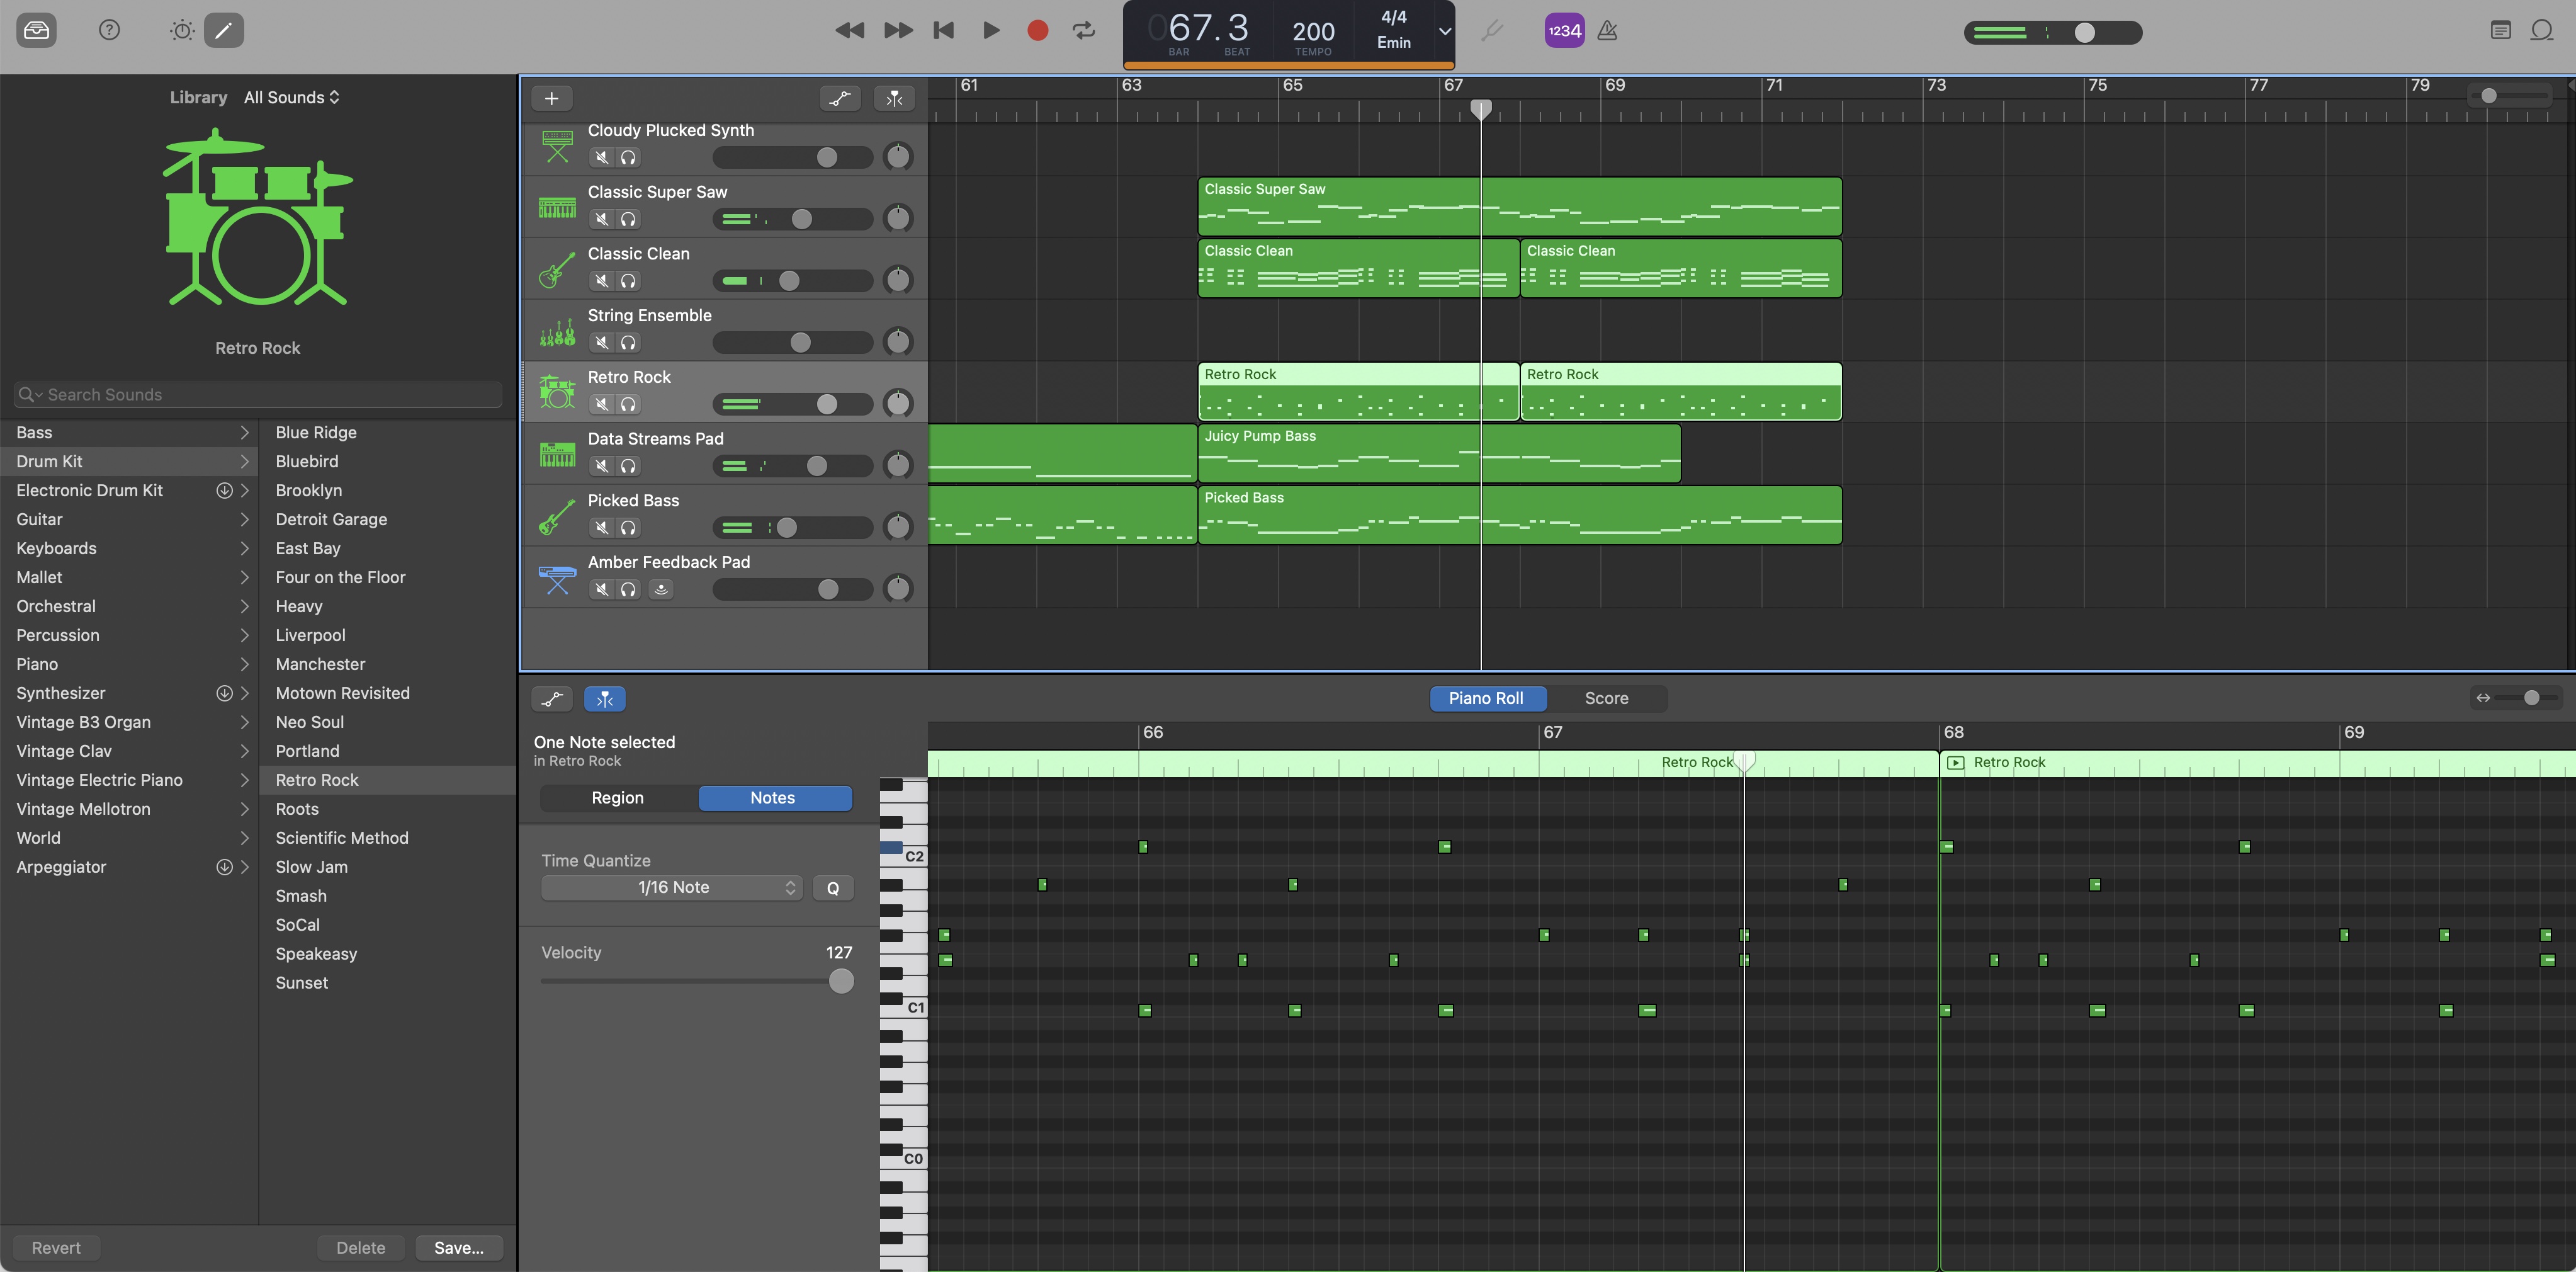 067.3
BAR
BEAT
200
TEMPO
4/4
Emin
1234
Library
All Sounds
Retro Rock
Search Sounds
Bass
Drum Kit
Electronic Drum Kit
Guitar
Keyboards
Mallet
Orchestral
Percussion
Piano
Synthesizer
Vintage B3 Organ
Vintage Clav
Vintage Electric Piano
Vintage Mellotron
World
Arpeggiator
Blue Ridge
Bluebird
Brooklyn
Detroit Garage
East Bay
Four on the Floor
Heavy
Liverpool
Manchester
Motown Revisited
Neo Soul
Portland
Retro Rock
Roots
Scientific Method
Slow Jam
Smash
SoCal
Speakeasy
Sunset
Revert
Delete
Save...
61 63 65 67 69 71 73 75 77 79
Cloudy Plucked Synth
Classic Super Saw
Classic Clean
String Ensemble
Retro Rock
Data Streams Pad
Picked Bass
Amber Feedback Pad
Classic Super Saw
Classic Clean
Classic Clean
Retro Rock
Retro Rock
Juicy Pump Bass
Picked Bass
Piano Roll
Score
One Note selected
in Retro Rock
Region
Notes
Time Quantize
1/16 Note
Q
Velocity
127
66 67 68 69
Retro Rock
Retro Rock
C2
C1
C0